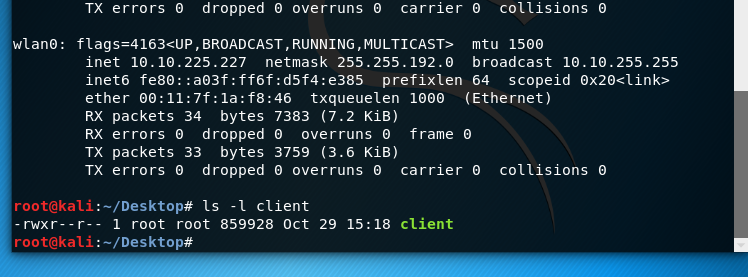 TX errors 0  dropped 0 overruns 0  carrier 0  collisions 0
wlan0: flags=4163<UP,BROADCAST,RUNNING,MULTICAST>  mtu 1500
inet 10.10.225.227  netmask 255.255.192.0  broadcast 10.10.255.255
inet6 fe80::a03f:ff6f:d5f4:e385  prefixlen 64  scopeid 0x20<link>
ether 00:11:7f:1a:f8:46  txqueuelen 1000  (Ethernet)
RX packets 34  bytes 7383 (7.2 KiB)
RX errors 0  dropped 0  overruns 0  frame 0
TX packets 33  bytes 3759 (3.6 KiB)
TX errors 0  dropped 0 overruns 0  carrier 0  collisions 0
root@kali:~/Desktop# ls -l client
-rwxr--r-- 1 root root 859928 Oct 29 15:18 client
root@kali:~/Desktop#